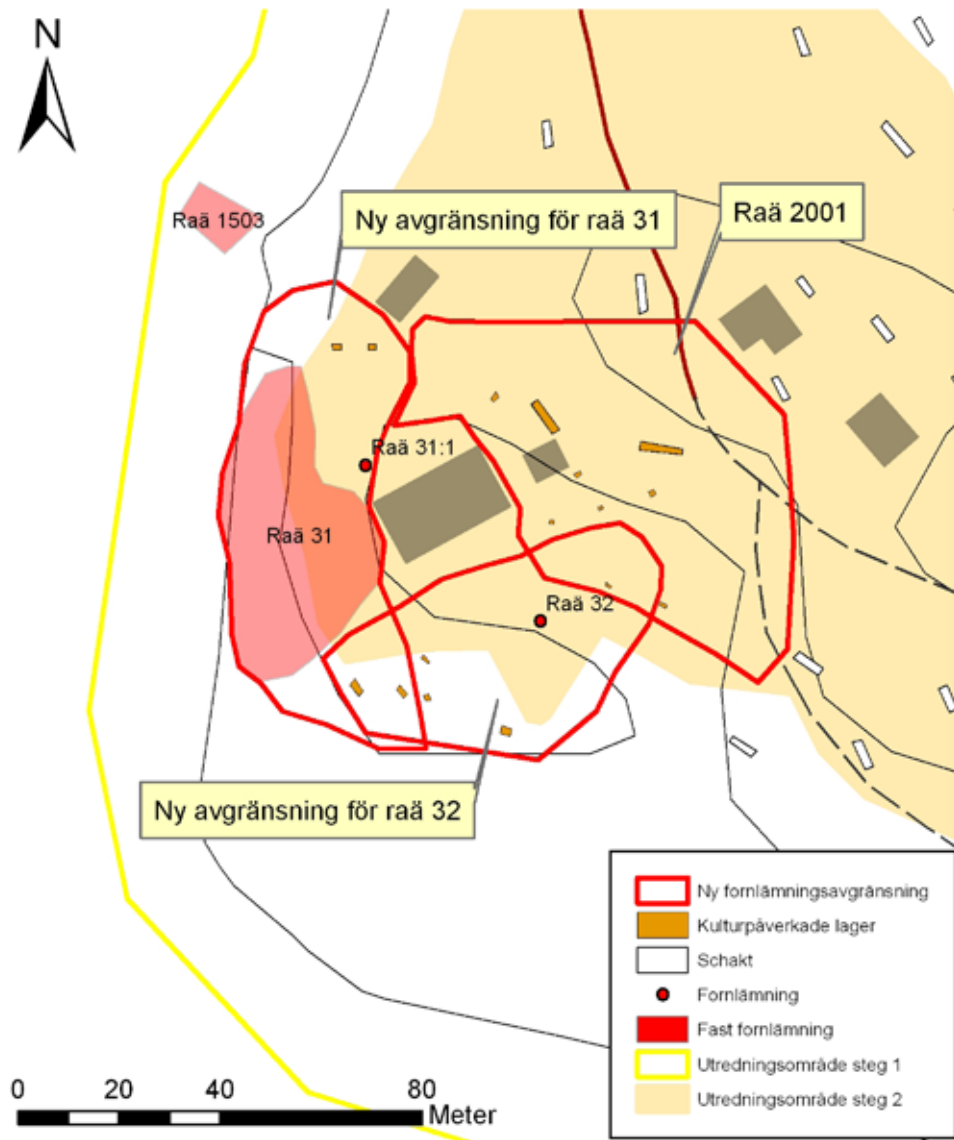 N
Raä 1503
Ny avgränsning för raä 31
Raä 2001
Raä 31:1
Raä 31
Raä 32
Ny avgränsning för raä 32
Ny fornlämningsavgränsning
Kulturpåverkade lager
Schakt
Fornlämning
Fast fornlämning
Utredningsområde steg 1
Utredningsområde steg 2
0 20 40 80
Meter